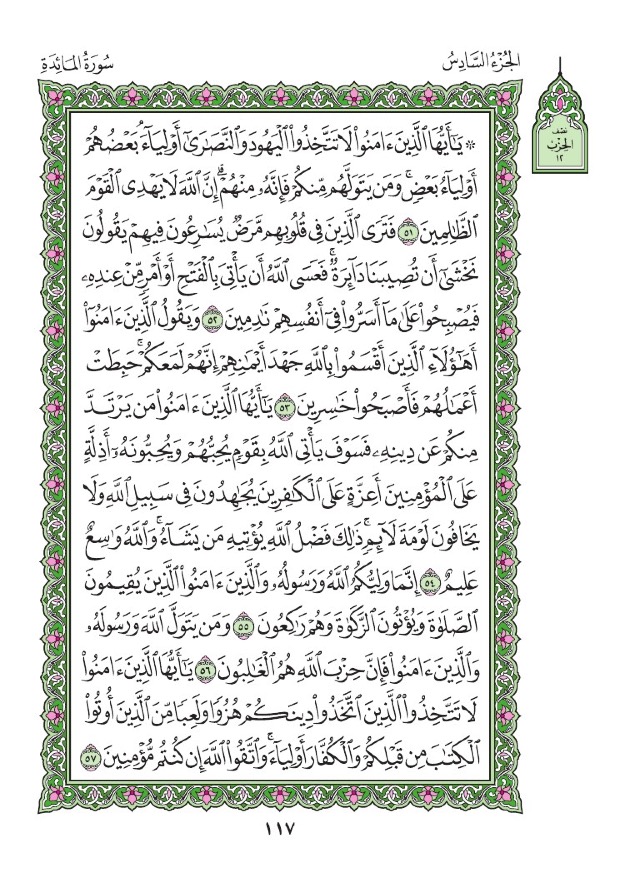 الجُزْءُ السَّادِسُ
سُورَةُ المَائِدَةِ
نصف
الحزب
١٢
۞ يَٰٓأَيُّهَا ٱلَّذِينَ ءَامَنُوا۟ لَا تَتَّخِذُوا۟ ٱلْيَهُودَ وَٱلنَّصَٰرَىٰٓ أَوْلِيَآءَۘ بَعْضُهُمْ
أَوْلِيَآءُ بَعْضٍۚ وَمَن يَتَوَلَّهُم مِّنكُمْ فَإِنَّهُۥ مِنْهُمْۗ إِنَّ ٱللَّهَ لَا يَهْدِى ٱلْقَوْمَ
ٱلظَّٰلِمِينَ ٥١ فَتَرَى ٱلَّذِينَ فِى قُلُوبِهِم مَّرَضٌ يُسَٰرِعُونَ فِيهِمْ يَقُولُونَ
نَخْشَىٰٓ أَن تُصِيبَنَا دَآئِرَةٌۚ فَعَسَى ٱللَّهُ أَن يَأْتِىَ بِٱلْفَتْحِ أَوْ أَمْرٍ مِّنْ عِندِهِۦ
فَيُصْبِحُوا۟ عَلَىٰ مَآ أَسَرُّوا۟ فِىٓ أَنفُسِهِمْ نَٰدِمِينَ ٥٢ وَيَقُولُ ٱلَّذِينَ ءَامَنُوٓا۟
أَهَٰٓؤُلَآءِ ٱلَّذِينَ أَقْسَمُوا۟ بِٱللَّهِ جَهْدَ أَيْمَٰنِهِمْ إِنَّهُمْ لَمَعَكُمْۚ حَبِطَتْ
أَعْمَٰلُهُمْ فَأَصْبَحُوا۟ خَٰسِرِينَ ٥٣ يَٰٓأَيُّهَا ٱلَّذِينَ ءَامَنُوا۟ مَن يَرْتَدَّ
مِنكُمْ عَن دِينِهِۦ فَسَوْفَ يَأْتِى ٱللَّهُ بِقَوْمٍ يُحِبُّهُمْ وَيُحِبُّونَهُۥٓ أَذِلَّةٍ
عَلَى ٱلْمُؤْمِنِينَ أَعِزَّةٍ عَلَى ٱلْكَٰفِرِينَ يُجَٰهِدُونَ فِى سَبِيلِ ٱللَّهِ وَلَا
يَخَافُونَ لَوْمَةَ لَآئِمٍۚ ذَٰلِكَ فَضْلُ ٱللَّهِ يُؤْتِيهِ مَن يَشَآءُۚ وَٱللَّهُ وَٰسِعٌ
عَلِيمٌ ٥٤ إِنَّمَا وَلِيُّكُمُ ٱللَّهُ وَرَسُولُهُۥ وَٱلَّذِينَ ءَامَنُوا۟ ٱلَّذِينَ يُقِيمُونَ
ٱلصَّلَوٰةَ وَيُؤْتُونَ ٱلزَّكَوٰةَ وَهُمْ رَٰكِعُونَ ٥٥ وَمَن يَتَوَلَّ ٱللَّهَ وَرَسُولَهُۥ
وَٱلَّذِينَ ءَامَنُوا۟ فَإِنَّ حِزْبَ ٱللَّهِ هُمُ ٱلْغَٰلِبُونَ ٥٦ يَٰٓأَيُّهَا ٱلَّذِينَ ءَامَنُوا۟
لَا تَتَّخِذُوا۟ ٱلَّذِينَ ٱتَّخَذُوا۟ دِينَكُمْ هُزُوًا وَلَعِبًا مِّنَ ٱلَّذِينَ أُوتُوا۟
ٱلْكِتَٰبَ مِن قَبْلِكُمْ وَٱلْكُفَّارَ أَوْلِيَآءَۚ وَٱتَّقُوا۟ ٱللَّهَ إِن كُنتُم مُّؤْمِنِينَ ٥٧
١١٧